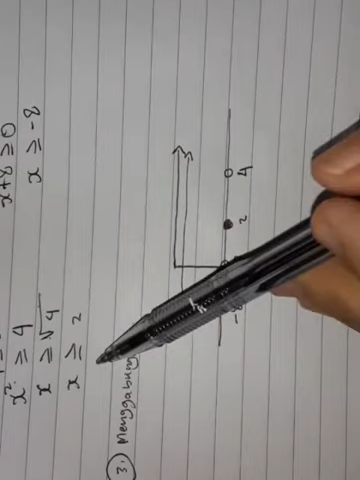 x+8 ≥ 0
x ≥ -8
x² ≥ 4
x ≥ √4
x ≥ 2
3. Menggabung
2 4